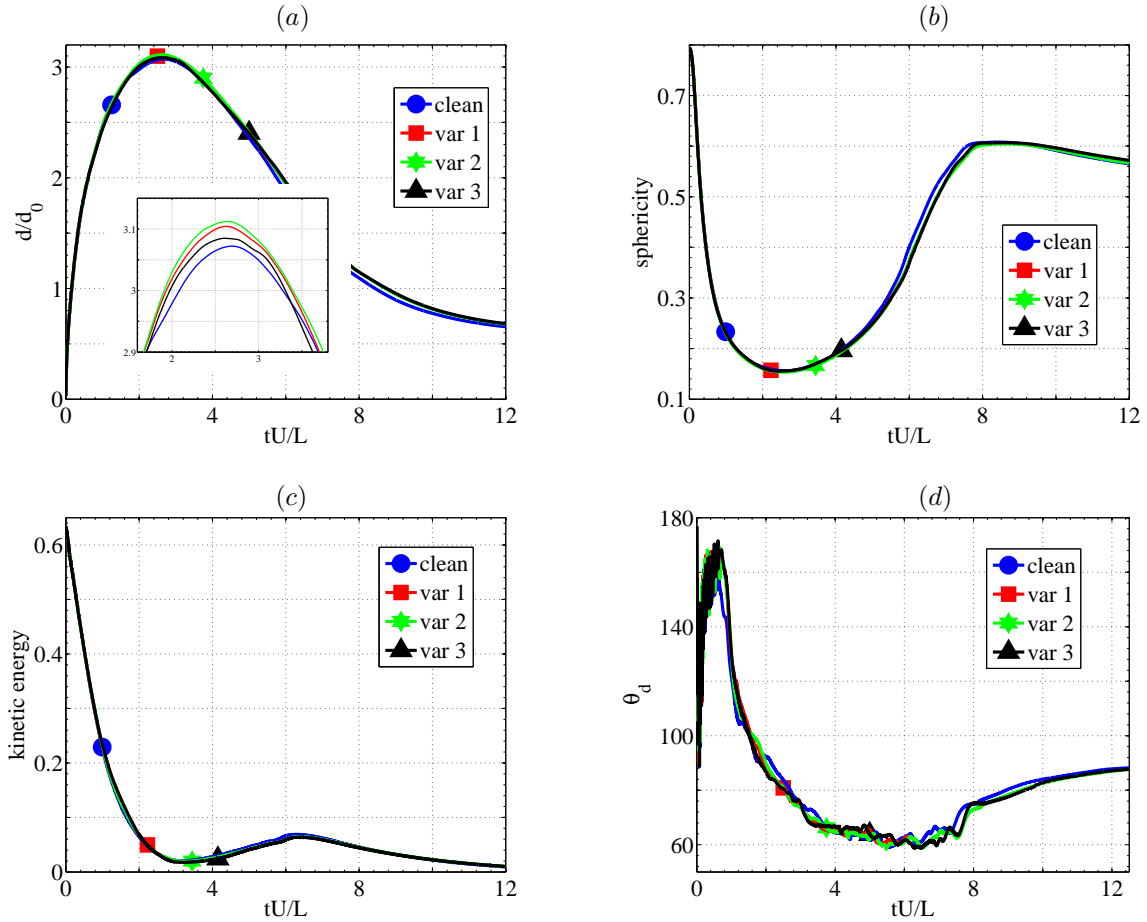 (a)
3
2
1
0
0 4 8 12
d/d0
tU/L
clean
var 1
var 2
var 3
3.1
3
2.9
2 3
(b)
0.7
0.5
0.3
0.1
0 4 8 12
sphericity
tU/L
clean
var 1
var 2
var 3
(c)
0.6
0.4
0.2
0
0 4 8 12
kinetic energy
tU/L
clean
var 1
var 2
var 3
(d)
180
140
100
60
0 4 8 12
θd
tU/L
clean
var 1
var 2
var 3